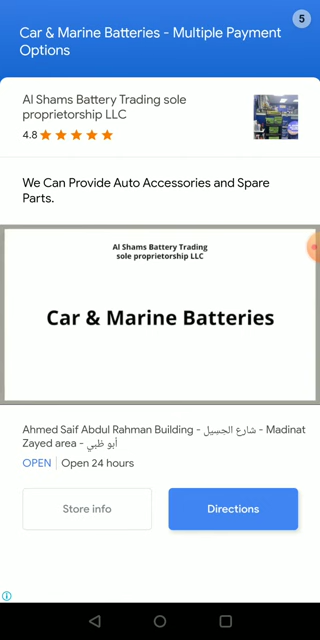 5
Car & Marine Batteries - Multiple Payment
Options
Al Shams Battery Trading sole
proprietorship LLC
4.8
We Can Provide Auto Accessories and Spare
Parts.
Al Shams Battery Trading
sole proprietorship LLC
Car & Marine Batteries
Ahmed Saif Abdul Rahman Building - شارع الجسيل - Madinat
Zayed area - أبو ظبي
OPEN Open 24 hours
Store info
Directions